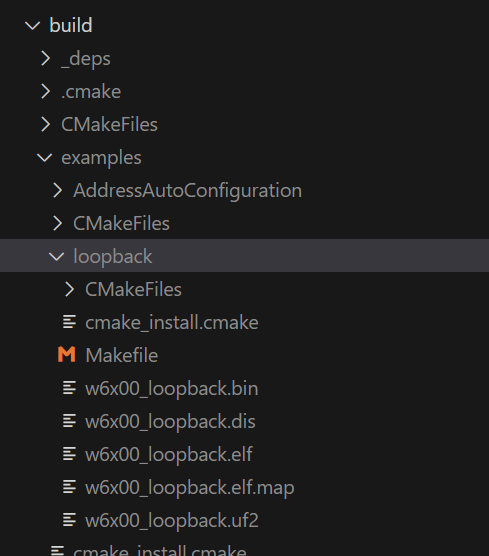 build
_deps
.cmake
CMakeFiles
examples
AddressAutoConfiguration
CMakeFiles
loopback
CMakeFiles
cmake_install.cmake
Makefile
w6x00_loopback.bin
w6x00_loopback.dis
w6x00_loopback.elf
w6x00_loopback.elf.map
w6x00_loopback.uf2
cmake_install.cmake